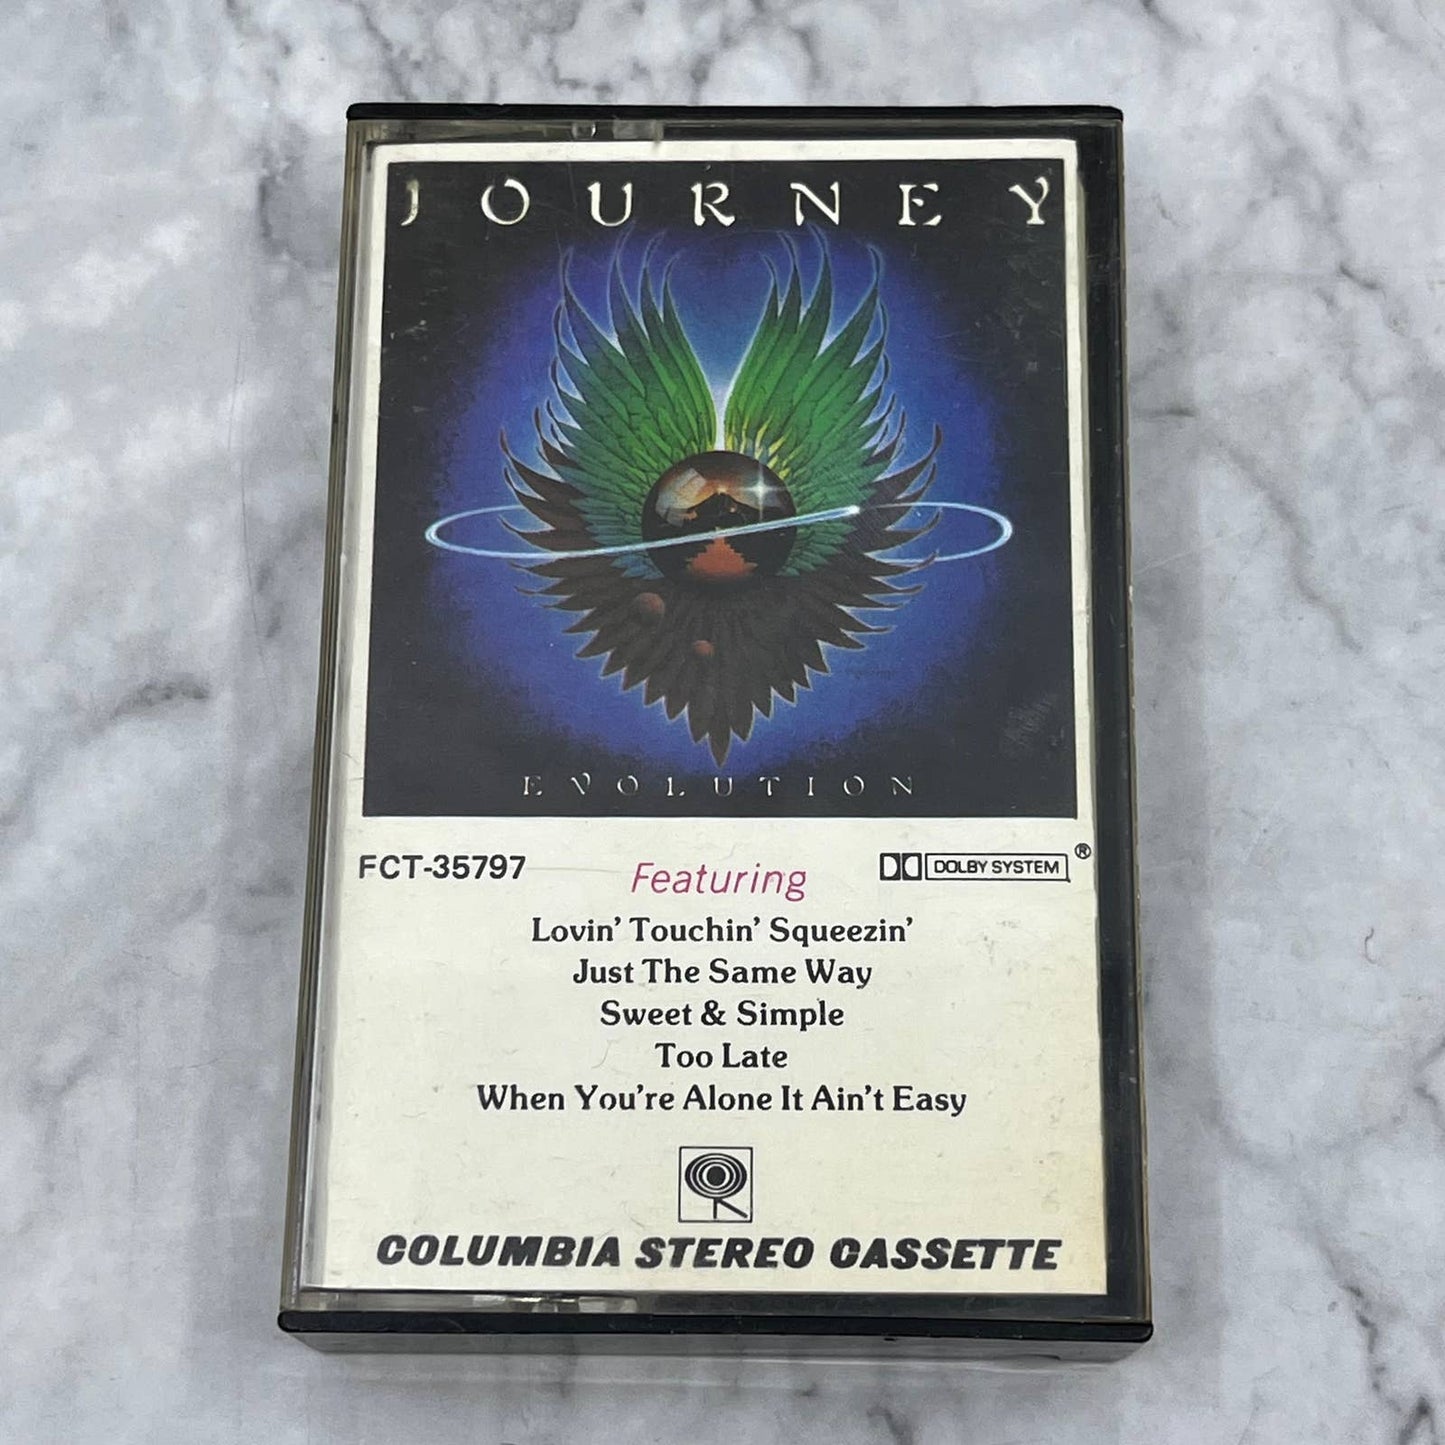 JOURNEY
EVOLUTION
FCT-35797
DOLBY SYSTEM ®
Featuring
Lovin' Touchin' Squeezin'
Just The Same Way
Sweet & Simple
Too Late
When You're Alone It Ain't Easy
COLUMBIA STEREO CASSETTE